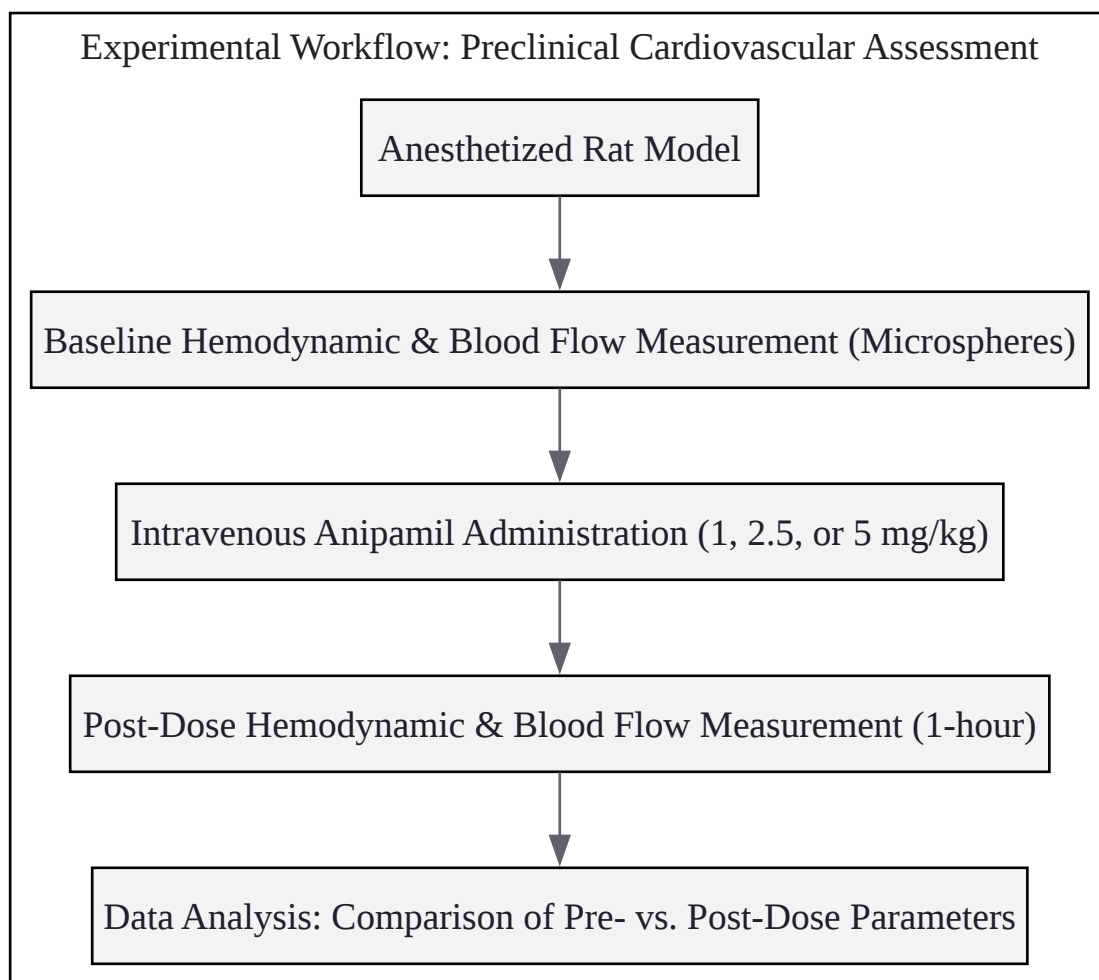 Experimental Workflow: Preclinical Cardiovascular Assessment
Anesthetized Rat Model
Baseline Hemodynamic & Blood Flow Measurement (Microspheres)
Intravenous Anipamil Administration (1, 2.5, or 5 mg/kg)
Post-Dose Hemodynamic & Blood Flow Measurement (1-hour)
Data Analysis: Comparison of Pre- vs. Post-Dose Parameters